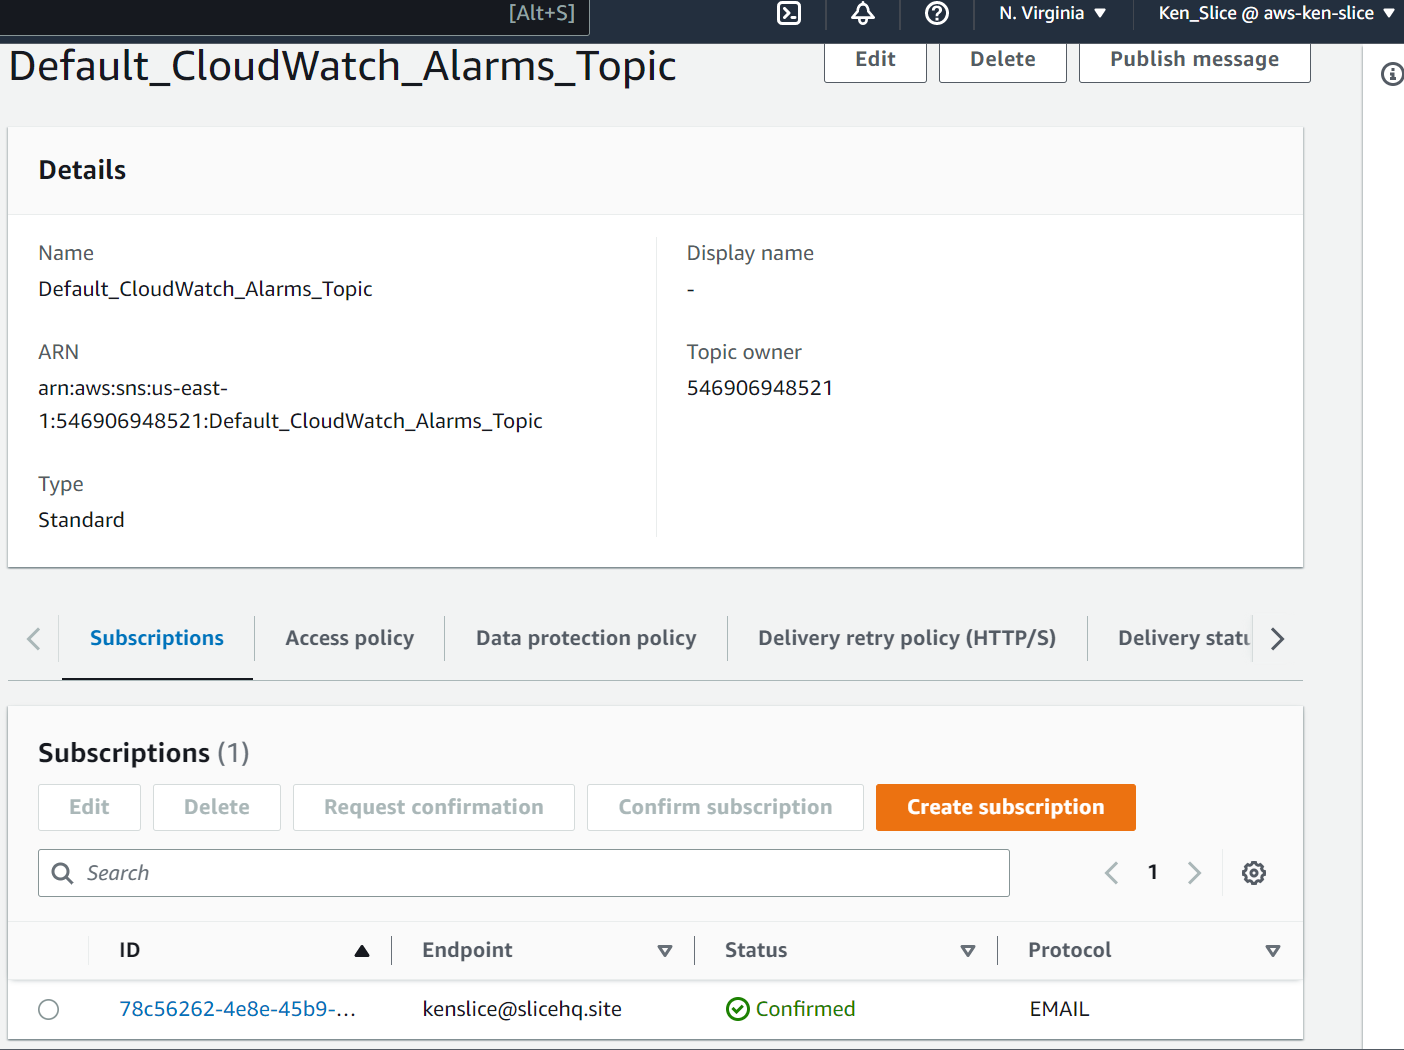 [Alt+S]
N. Virginia
Ken_Slice @ aws-ken-slice
Default_CloudWatch_Alarms_Topic
Edit
Delete
Publish message
Details
Name
Default_CloudWatch_Alarms_Topic
ARN
arn:aws:sns:us-east-
1:546906948521:Default_CloudWatch_Alarms_Topic
Type
Standard
Display name
-
Topic owner
546906948521
Subscriptions
Access policy
Data protection policy
Delivery retry policy (HTTP/S)
Delivery statu
Subscriptions (1)
Edit
Delete
Request confirmation
Confirm subscription
Create subscription
Search
1
ID
Endpoint
Status
Protocol
78c56262-4e8e-45b9-...
kenslice@slicehq.site
Confirmed
EMAIL